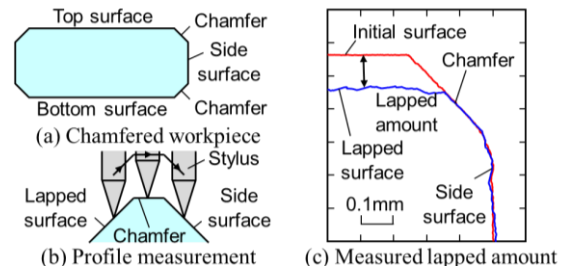 Top surface
Chamfer
Side
surface
Chamfer
Bottom surface
(a) Chamfered workpiece
Stylus
Lapped
surface
Side
surface
Chamfer
(b) Profile measurement
Initial surface
Chamfer
Lapped
amount
Lapped
surface
Side
surface
0.1mm
(c) Measured lapped amount